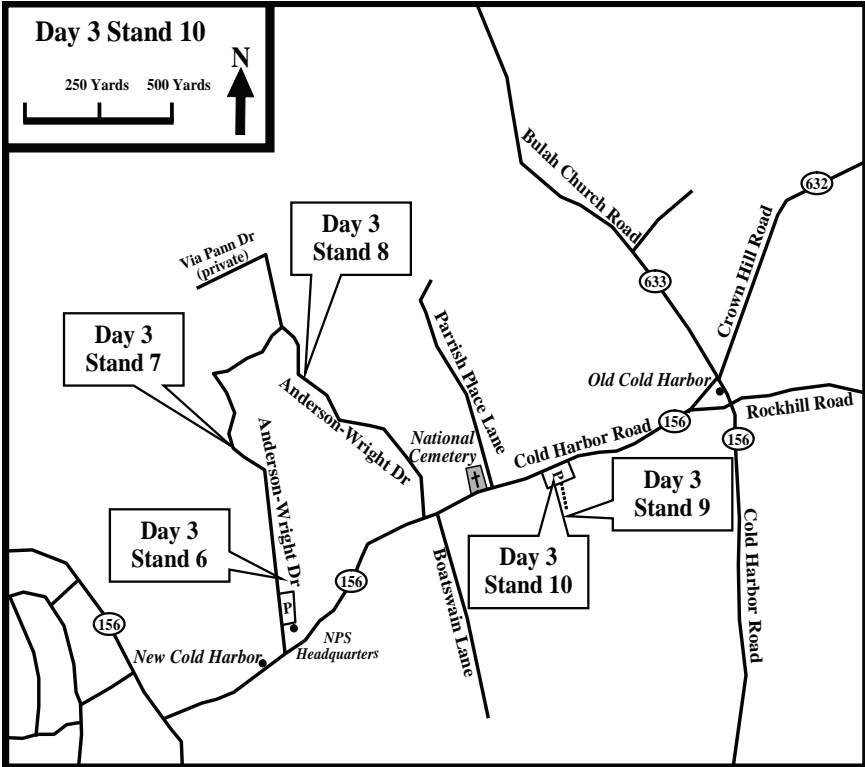 Day 3 Stand 10
N
250 Yards 500 Yards
Bulah Church Road
632
Crown Hill Road
633
Via Pann Dr
(private)
Day 3
Stand 8
Day 3
Stand 7
Parrish Place Lane
Anderson-Wright Dr
Old Cold Harbor
Rockhill Road
156
Cold Harbor Road
156
National
Cemetery
Anderson-Wright Dr
P
Day 3
Stand 9
Day 3
Stand 6
Day 3
Stand 10
Cold Harbor Road
Boatswain Lane
156
P
156
NPS
Headquarters
New Cold Harbor